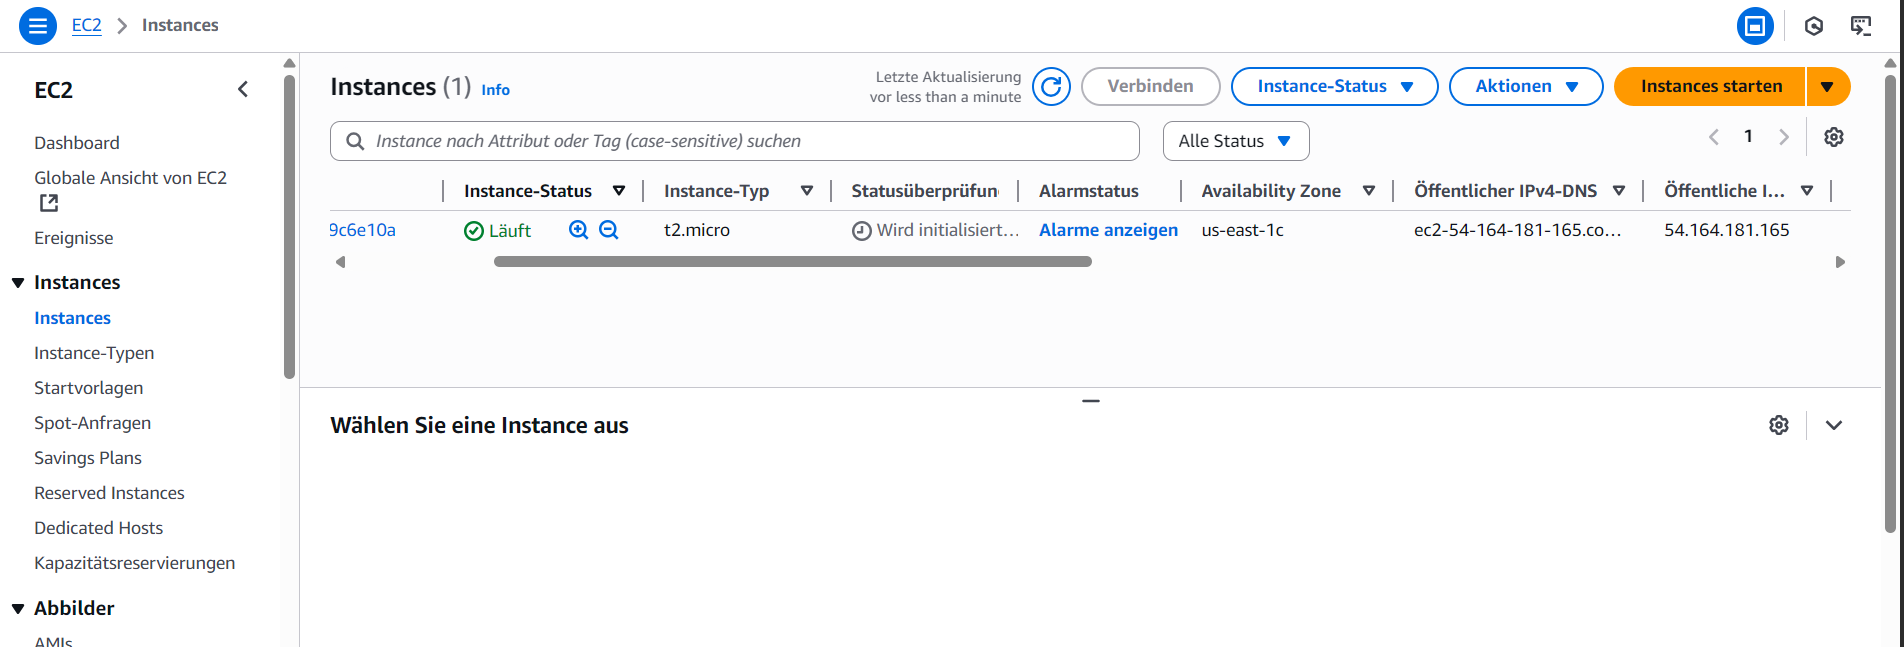 EC2 Instances
EC2
Dashboard
Globale Ansicht von EC2
Ereignisse
Instances
Instances
Instance-Typen
Startvorlagen
Spot-Anfragen
Savings Plans
Reserved Instances
Dedicated Hosts
Kapazitätsreservierungen
Abbilder
AMIs
Instances (1) Info
Letzte Aktualisierung
vor less than a minute
Verbinden Instance-Status Aktionen Instances starten
Instance nach Attribut oder Tag (case-sensitive) suchen Alle Status 1
Instance-Status Instance-Typ Statusüberprüfun Alarmstatus Availability Zone Öffentlicher IPv4-DNS Öffentliche I...
9c6e10a Läuft t2.micro Wird initialisiert... Alarme anzeigen us-east-1c ec2-54-164-181-165.co... 54.164.181.165
Wählen Sie eine Instance aus